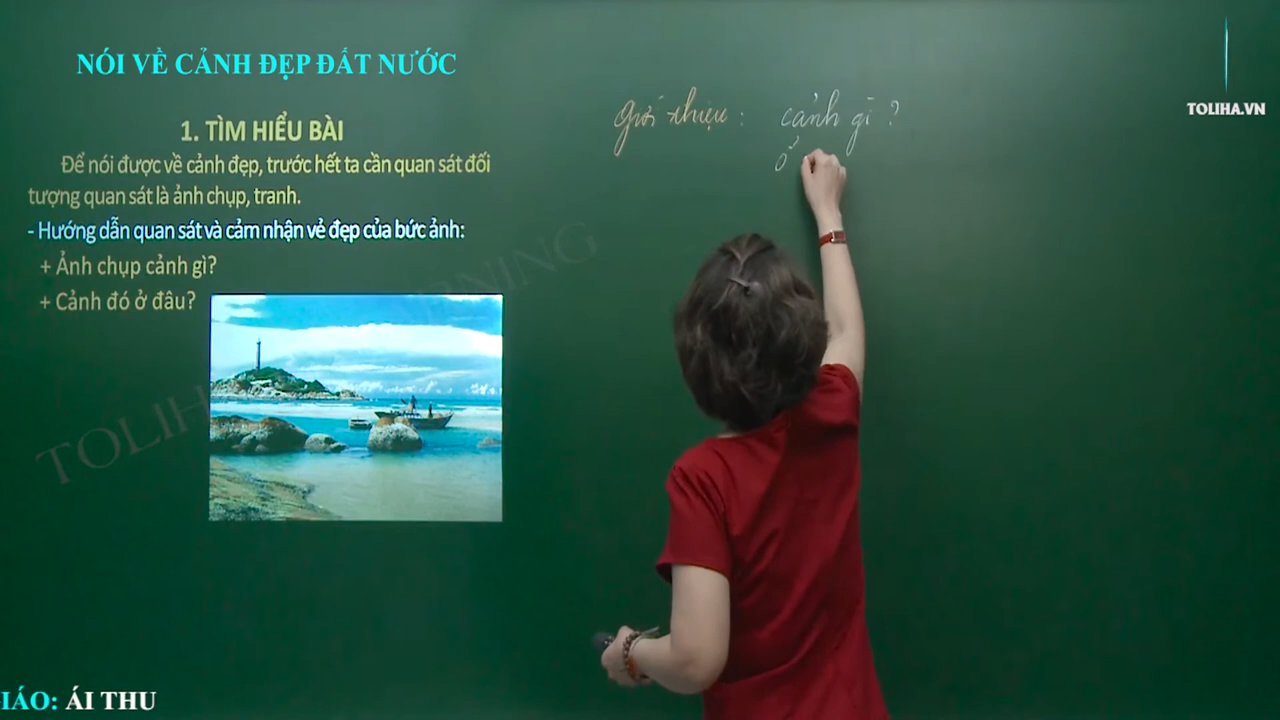 NÓI VỀ CẢNH ĐẸP ĐẤT NƯỚC
TOLIHA.VN
1. TÌM HIỂU BÀI
Để nói được về cảnh đẹp, trước hết ta cần quan sát đối
tượng quan sát là ảnh chụp, tranh.
- Hướng dẫn quan sát và cảm nhận vẻ đẹp của bức ảnh:
+ Ảnh chụp cảnh gì?
+ Cảnh đó ở đâu?
giới thiệu : cảnh gì ?
ở
IÁO: ÁI THU